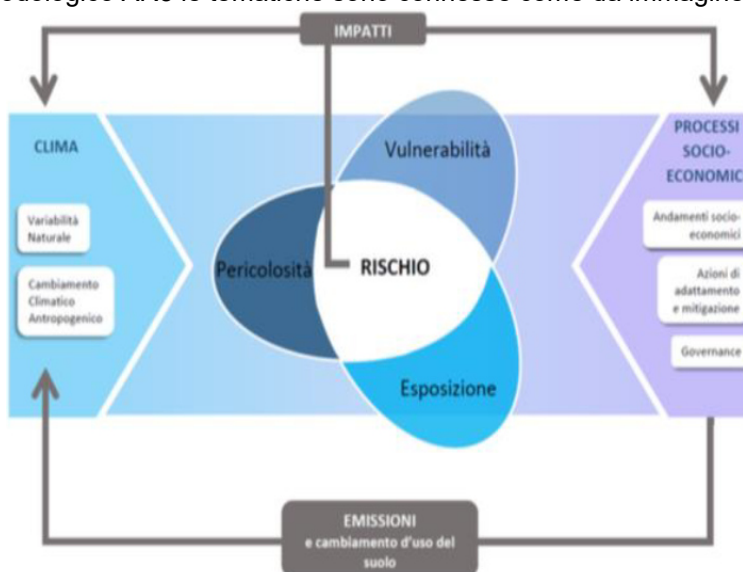 IMPATTI
CLIMA
Variabilità
Naturale
Cambiamento
Climatico
Antropogenico
Vulnerabilità
Pericolosità
RISCHIO
Esposizione
PROCESSI
SOCIO-
ECONOMIC
Andamenti socio-
economici
Azioni di
adattamento
e mitigazione
Governance
EMISSIONI
e cambiamento d'uso del
suolo